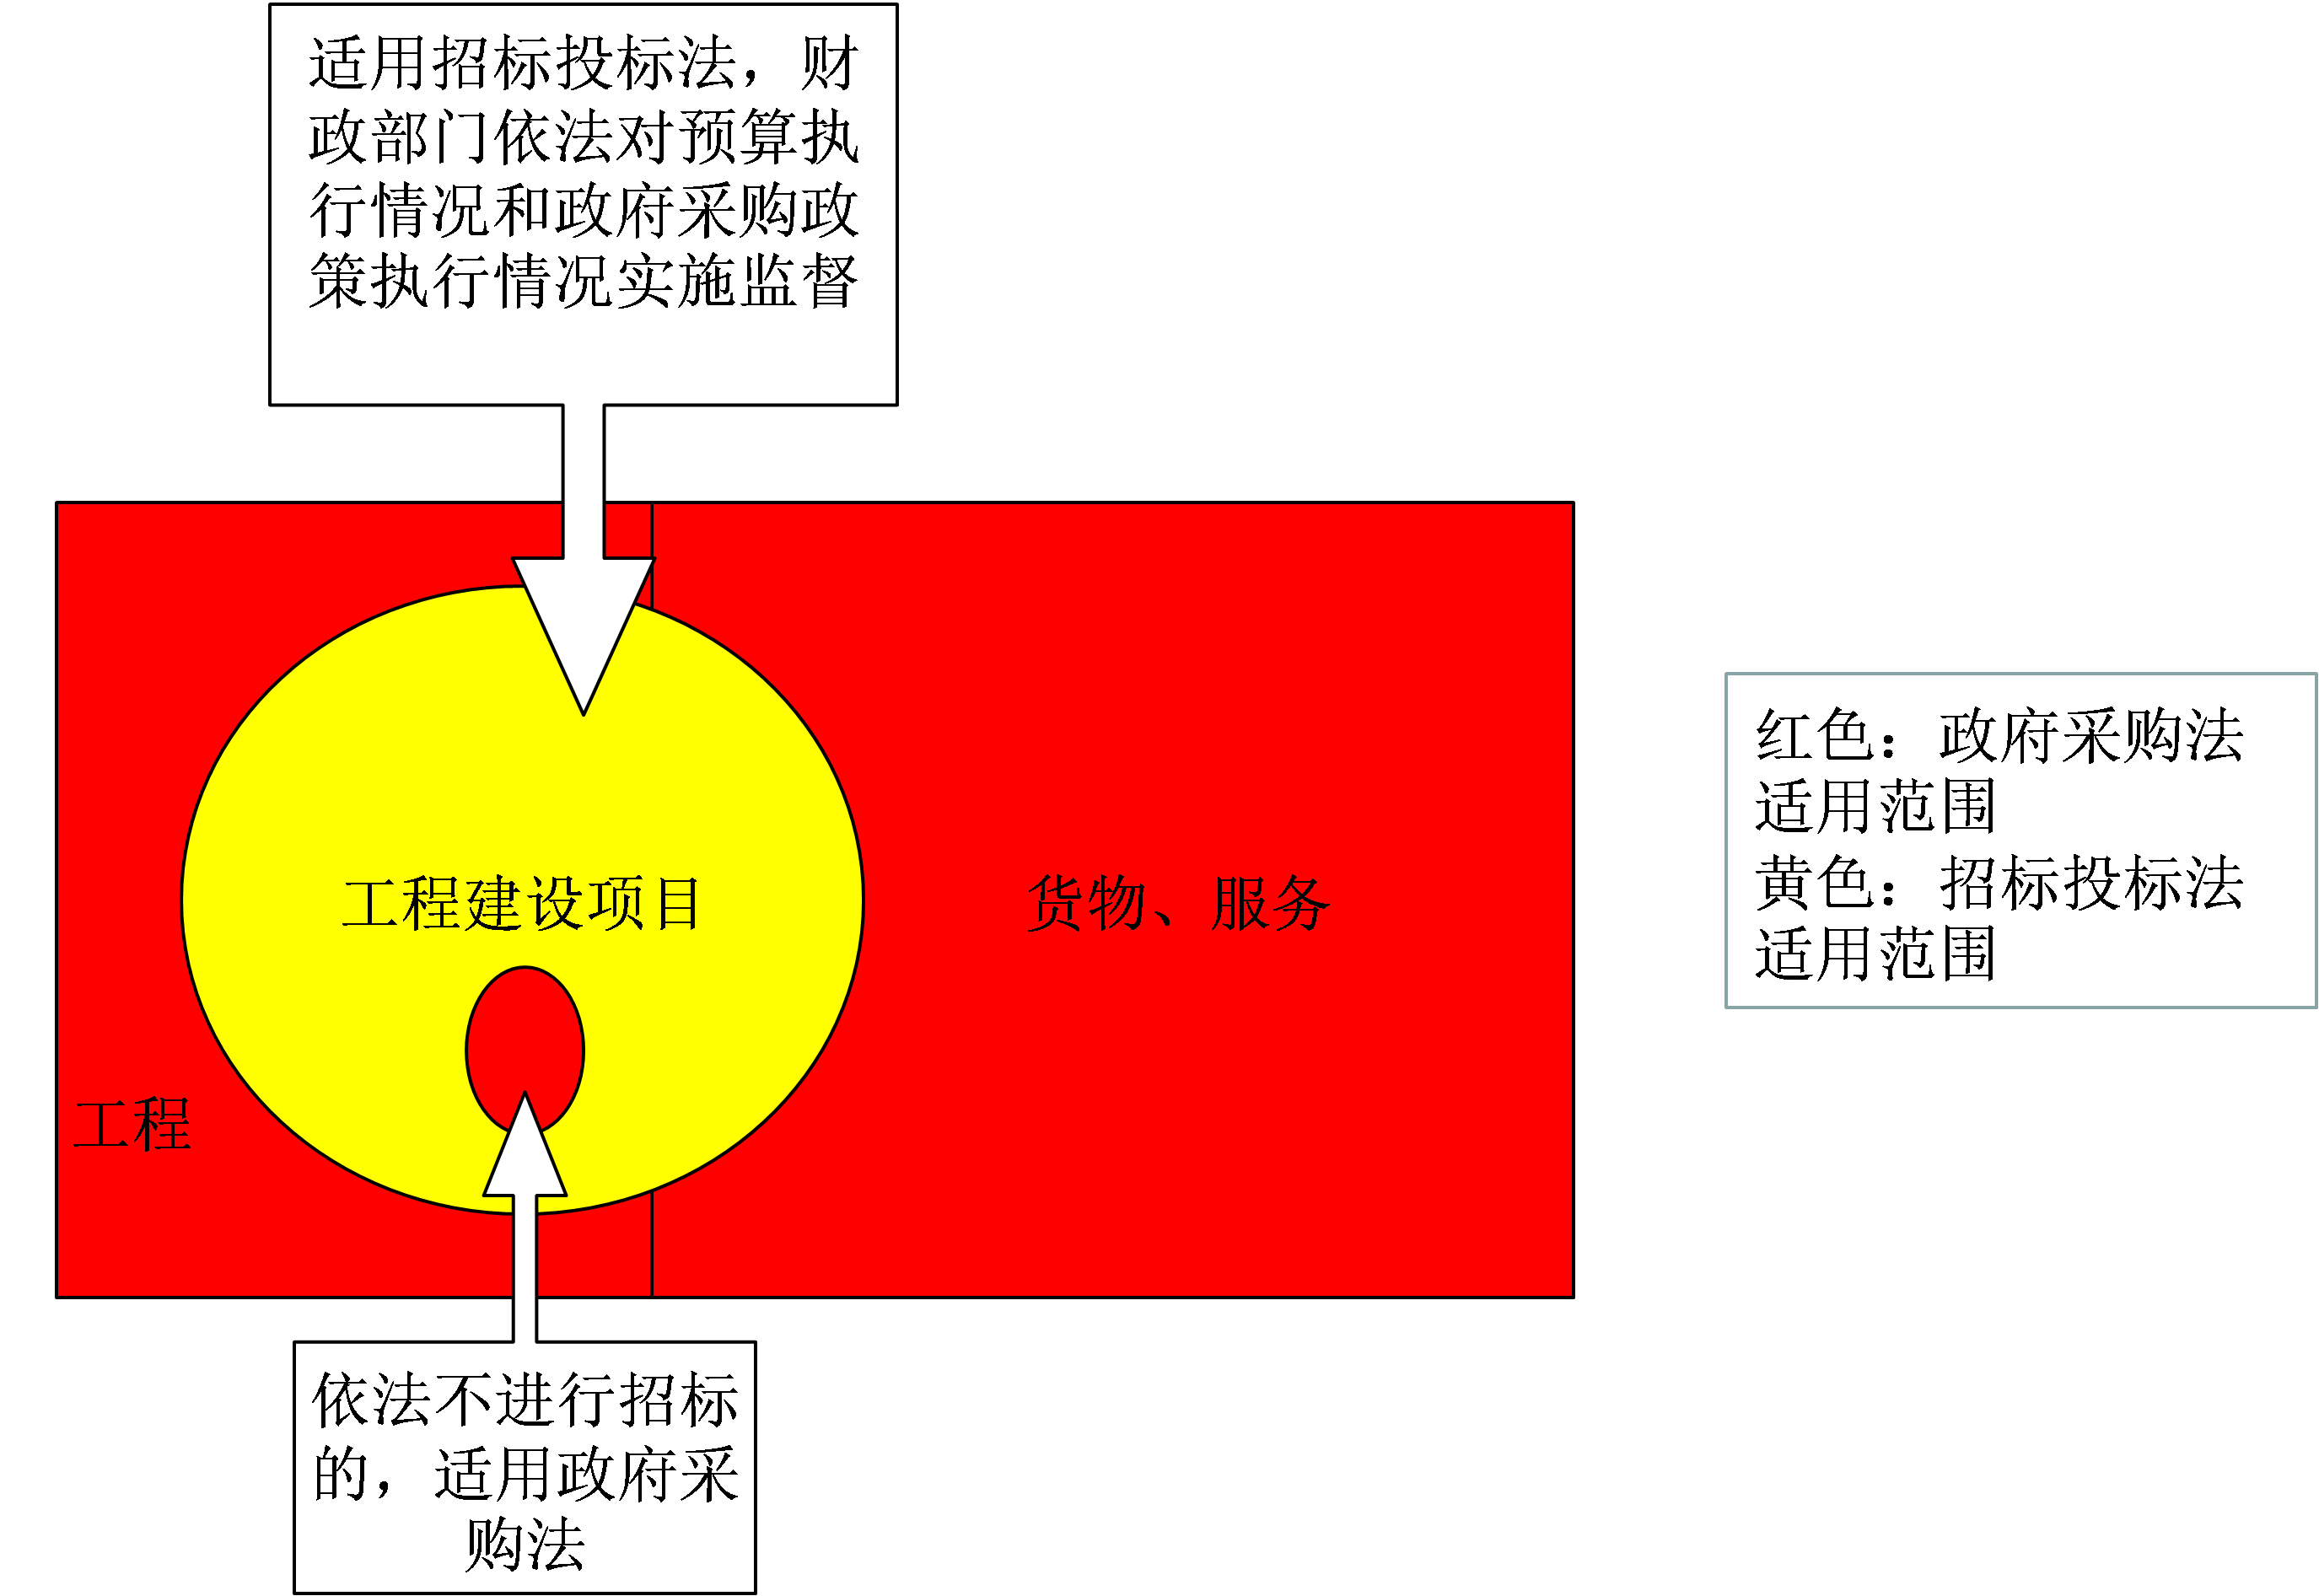 适用招标投标法，财
政部门依法对预算执
行情况和政府采购政
策执行情况实施监督
工程建设项目
货物、服务
工程
依法不进行招标
的，适用政府采
购法
红色：政府采购法
适用范围
黄色：招标投标法
适用范围